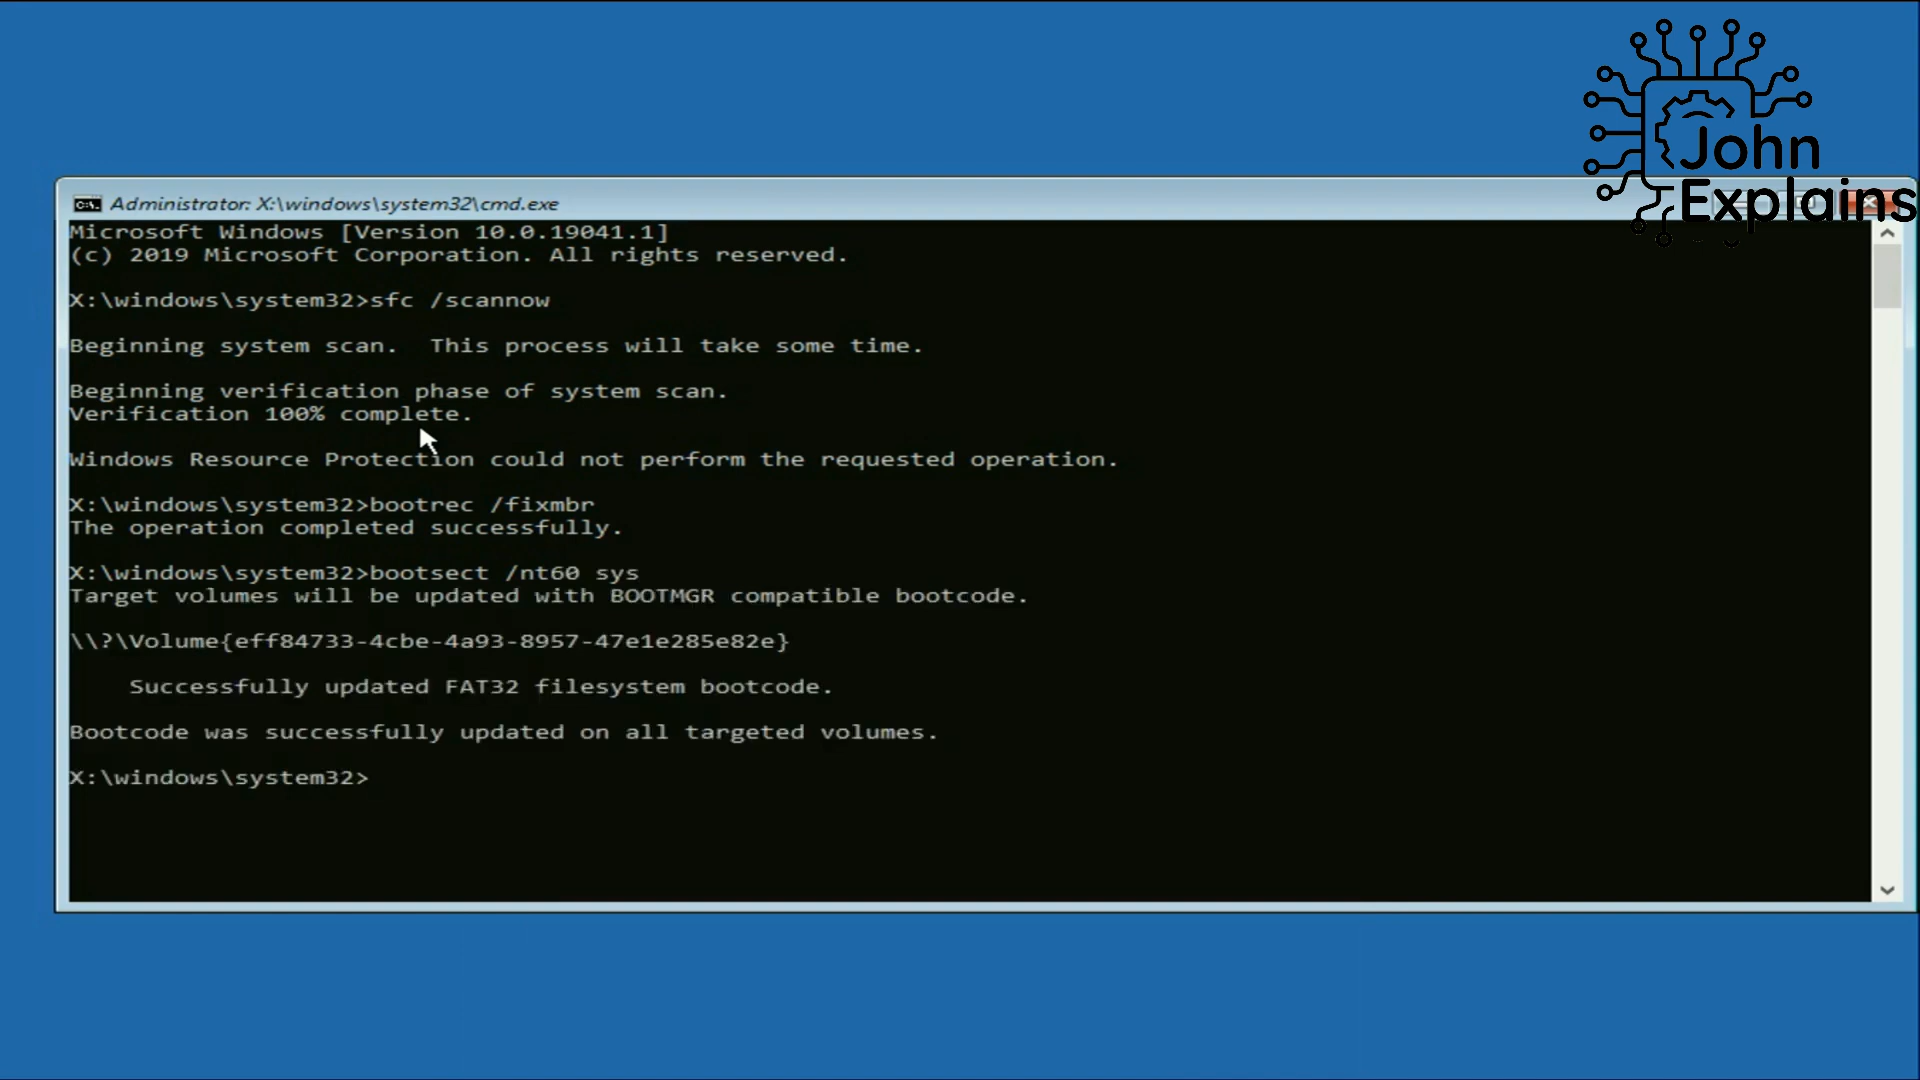 John
Explains
Administrator: X:\windows\system32\cmd.exe
Microsoft Windows [Version 10.0.19041.1]
(c) 2019 Microsoft Corporation. All rights reserved.
X:\windows\system32>sfc /scannow
Beginning system scan.  This process will take some time.
Beginning verification phase of system scan.
Verification 100% complete.
Windows Resource Protection could not perform the requested operation.
X:\windows\system32>bootrec /fixmbr
The operation completed successfully.
X:\windows\system32>bootsect /nt60 sys
Target volumes will be updated with BOOTMGR compatible bootcode.
\\?\Volume{eff84733-4cbe-4a93-8957-47e1e285e82e}
Successfully updated FAT32 filesystem bootcode.
Bootcode was successfully updated on all targeted volumes.
X:\windows\system32>